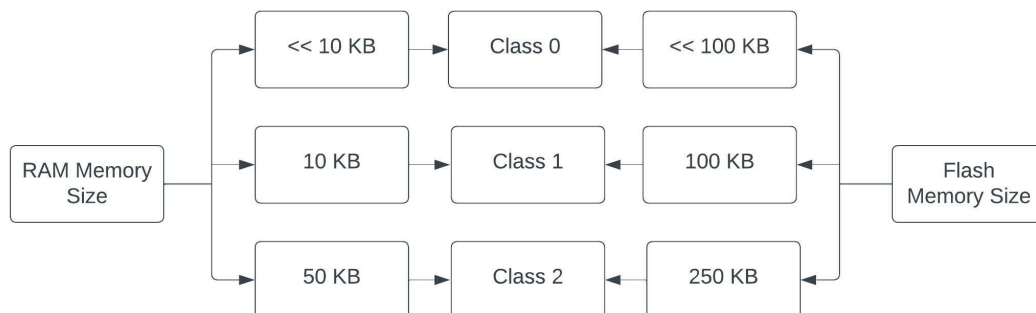 << 10 KB
Class 0
<< 100 KB
RAM Memory
Size
10 KB
Class 1
100 KB
Flash
Memory Size
50 KB
Class 2
250 KB